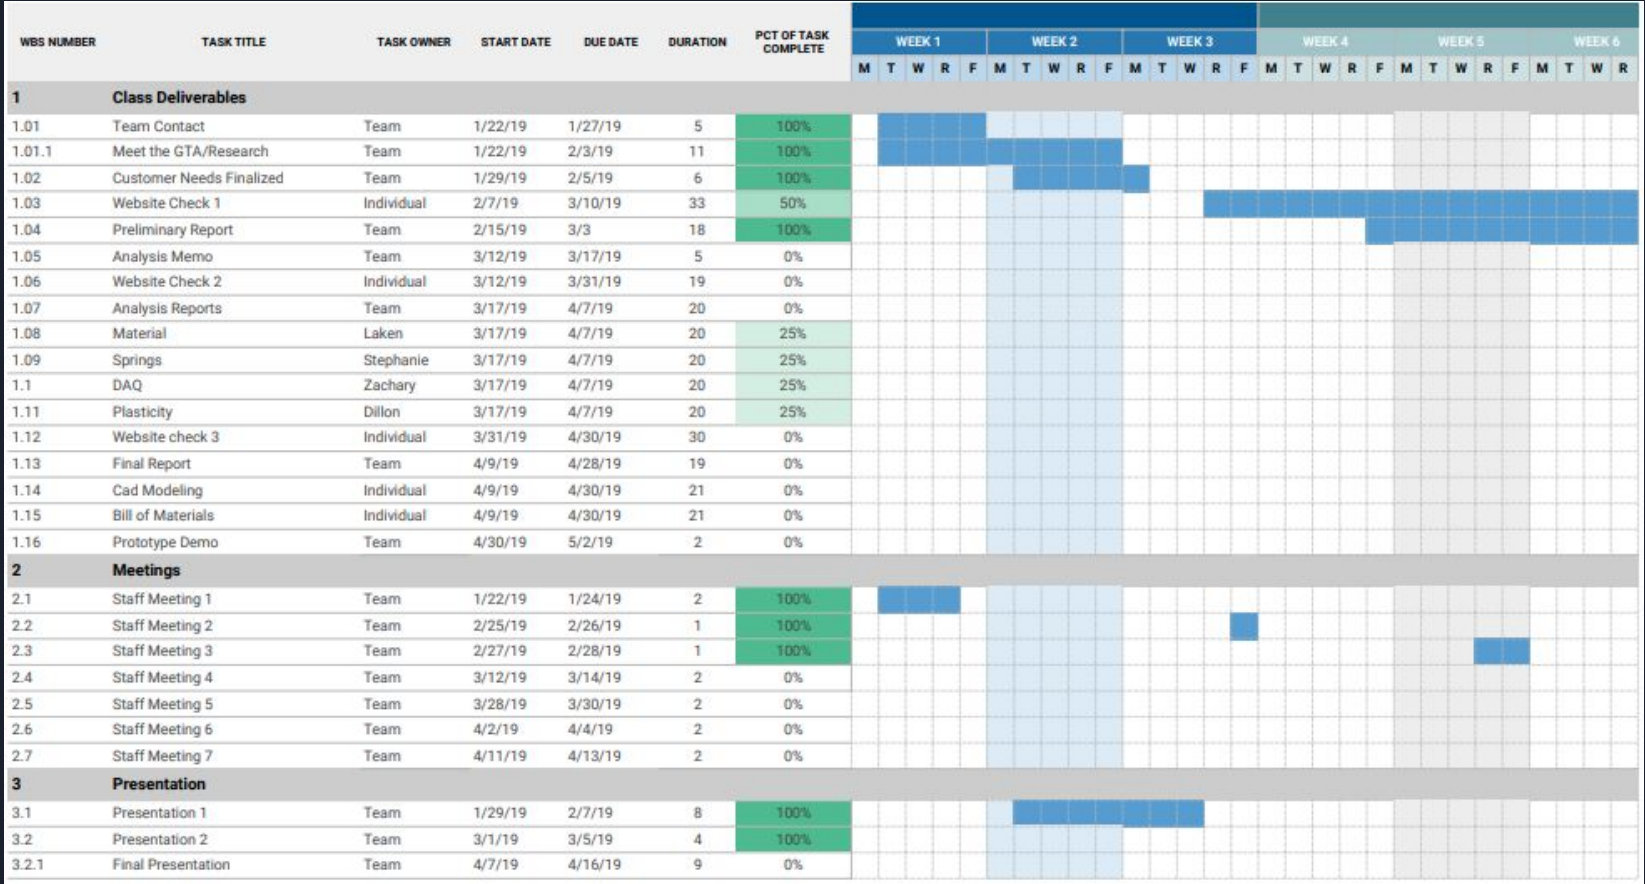 WBS NUMBER TASK TITLE TASK OWNER START DATE DUE DATE DURATION PCT OF TASK COMPLETE WEEK 1 WEEK 2 WEEK 3 WEEK 4 WEEK 5 WEEK 6
M T W R F M T W R F M T W R F M T W R F M T W R F M T W R
1 Class Deliverables
1.01 Team Contact Team 1/22/19 1/27/19 5 100%
1.01.1 Meet the GTA/Research Team 1/22/19 2/3/19 11 100%
1.02 Customer Needs Finalized Team 1/29/19 2/5/19 6 100%
1.03 Website Check 1 Individual 2/7/19 3/10/19 33 50%
1.04 Preliminary Report Team 2/15/19 3/3 18 100%
1.05 Analysis Memo Team 3/12/19 3/17/19 5 0%
1.06 Website Check 2 Individual 3/12/19 3/31/19 19 0%
1.07 Analysis Reports Team 3/17/19 4/7/19 20 0%
1.08 Material Laken 3/17/19 4/7/19 20 25%
1.09 Springs Stephanie 3/17/19 4/7/19 20 25%
1.1 DAQ Zachary 3/17/19 4/7/19 20 25%
1.11 Plasticity Dillon 3/17/19 4/7/19 20 25%
1.12 Website check 3 Individual 3/31/19 4/30/19 30 0%
1.13 Final Report Team 4/9/19 4/28/19 19 0%
1.14 Cad Modeling Individual 4/9/19 4/30/19 21 0%
1.15 Bill of Materials Individual 4/9/19 4/30/19 21 0%
1.16 Prototype Demo Team 4/30/19 5/2/19 2 0%
2 Meetings
2.1 Staff Meeting 1 Team 1/22/19 1/24/19 2 100%
2.2 Staff Meeting 2 Team 2/25/19 2/26/19 1 100%
2.3 Staff Meeting 3 Team 2/27/19 2/28/19 1 100%
2.4 Staff Meeting 4 Team 3/12/19 3/14/19 2 0%
2.5 Staff Meeting 5 Team 3/28/19 3/30/19 2 0%
2.6 Staff Meeting 6 Team 4/2/19 4/4/19 2 0%
2.7 Staff Meeting 7 Team 4/11/19 4/13/19 2 0%
3 Presentation
3.1 Presentation 1 Team 1/29/19 2/7/19 8 100%
3.2 Presentation 2 Team 3/1/19 3/5/19 4 100%
3.2.1 Final Presentation Team 4/7/19 4/16/19 9 0%